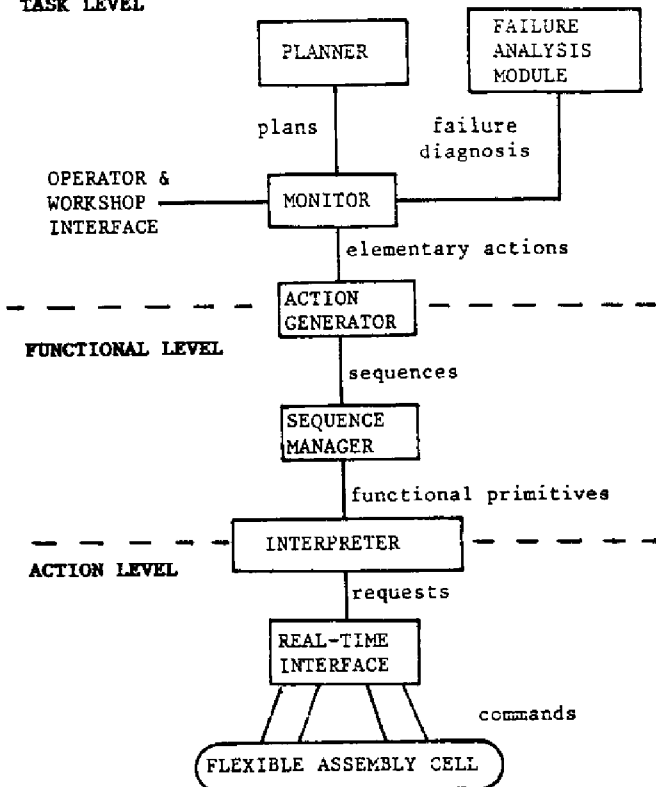 TASK LEVEL
PLANNER
FAILURE
ANALYSIS
MODULE
plans
failure
diagnosis
OPERATOR &
WORKSHOP
INTERFACE
MONITOR
elementary actions
ACTION
GENERATOR
FUNCTIONAL LEVEL
sequences
SEQUENCE
MANAGER
functional primitives
INTERPRETER
ACTION LEVEL
requests
REAL-TIME
INTERFACE
commands
FLEXIBLE ASSEMBLY CELL